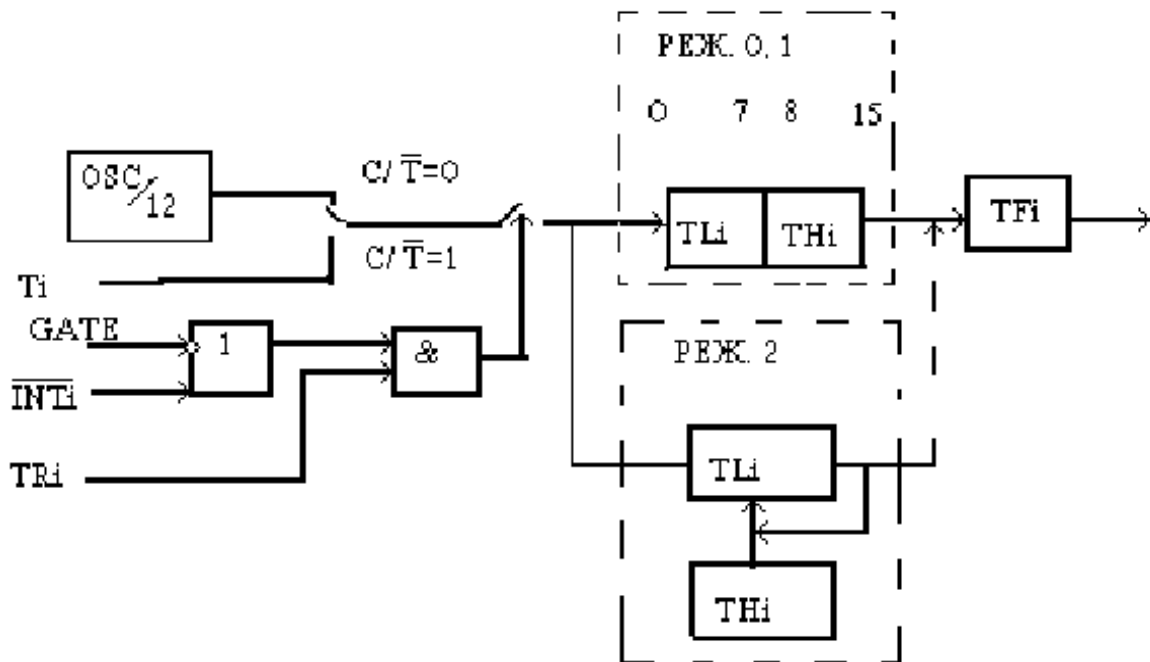 РЕЖ. 0, 1
0 7 8 15
OSC/12
C/T̅=0
TLi THi
TFi
C/T̅=1
Ti
GATE
1
&
I̅N̅T̅i̅
TRi
РЕЖ. 2
TLi
THi